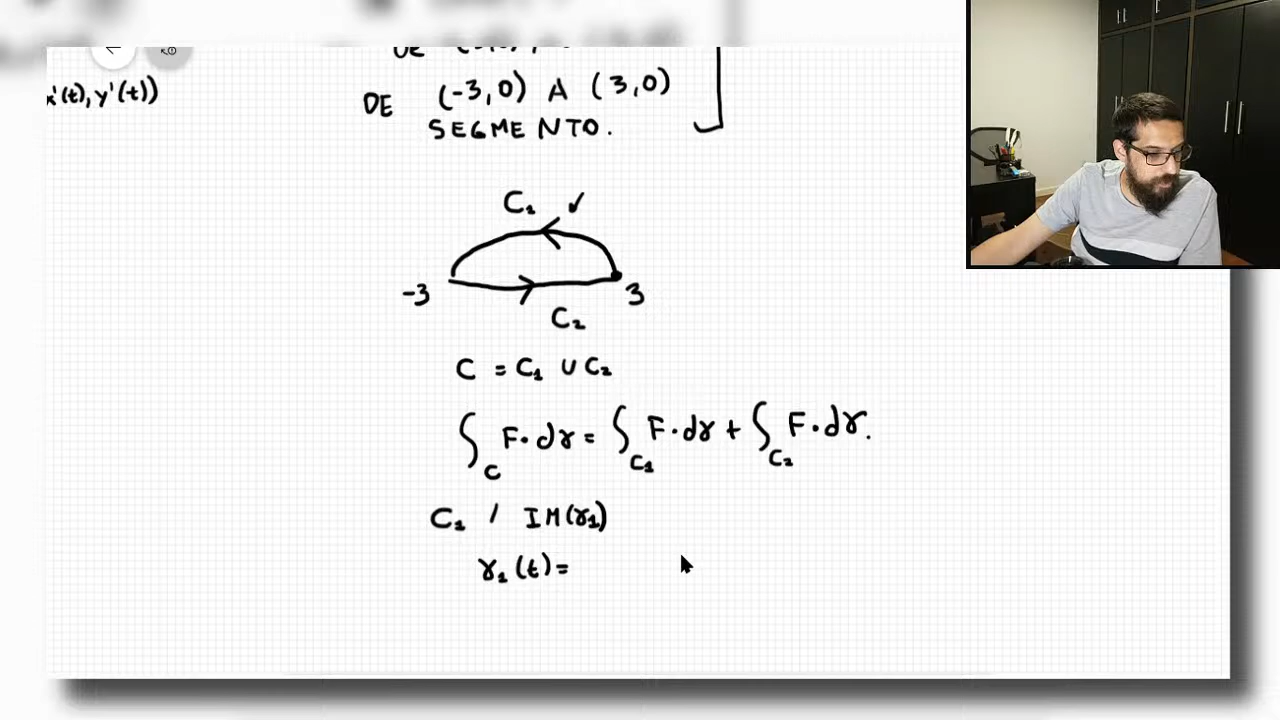 x'(t), y'(t))
DE (-3,0) A (3,0)
SEGMENTO.
C₁ ✓
-3 3
C₂
C = C₁ ∪ C₂
∫_C F·dγ = ∫_C₁ F·dγ + ∫_C₂ F·dγ.
C₁ / IM(γ₁)
γ₁(t)=